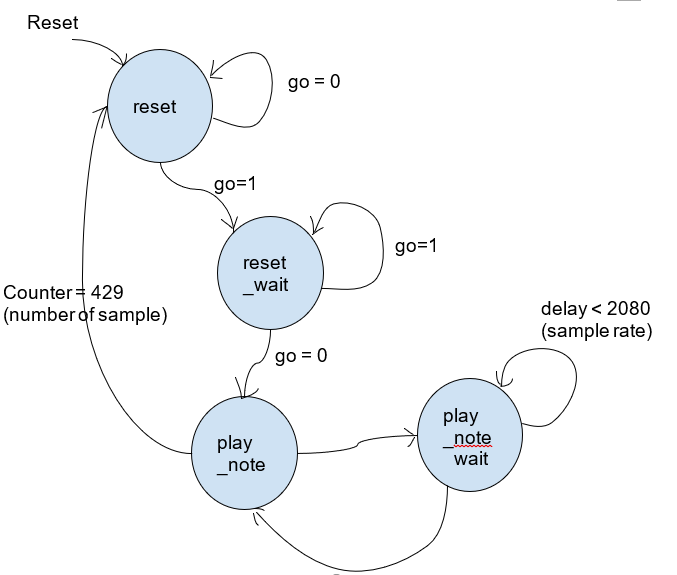 Reset
reset
go = 0
go=1
reset
_wait
go=1
Counter = 429
(number of sample)
delay < 2080
(sample rate)
go = 0
play
_note
play
_note
wait